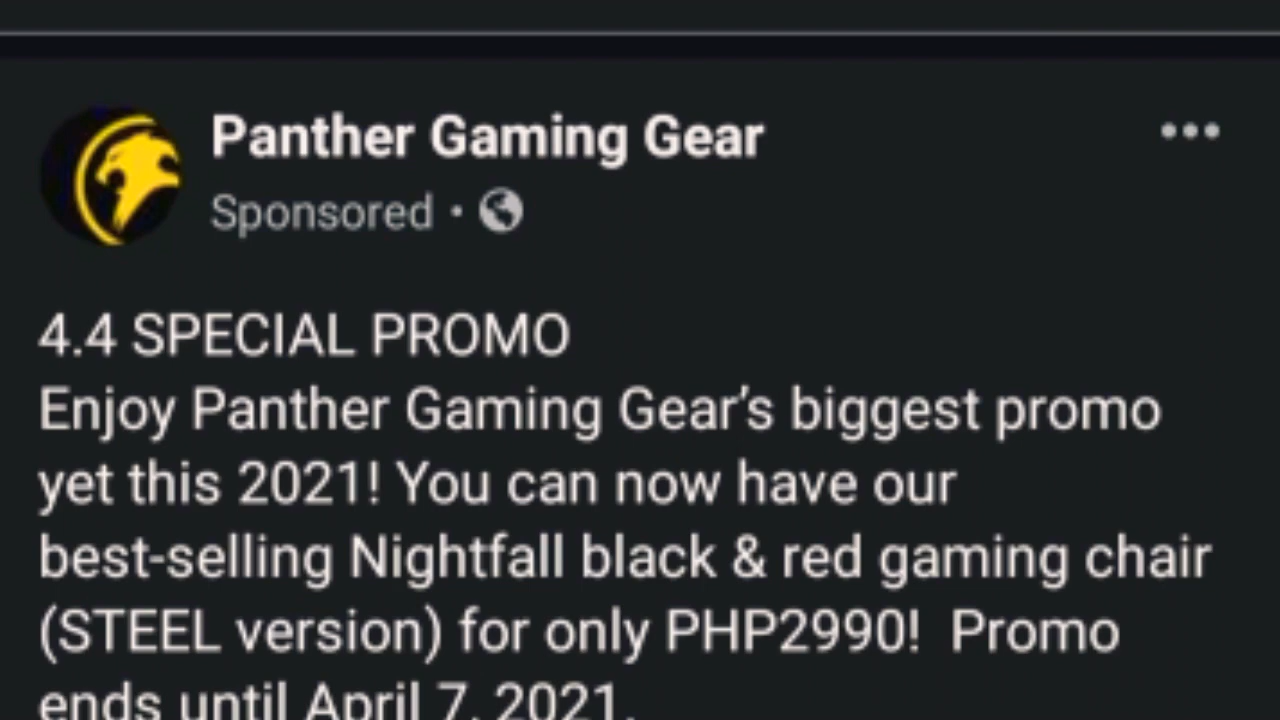 Panther Gaming Gear
Sponsored •
4.4 SPECIAL PROMO
Enjoy Panther Gaming Gear's biggest promo
yet this 2021! You can now have our
best-selling Nightfall black & red gaming chair
(STEEL version) for only PHP2990!  Promo
ends until April 7, 2021.